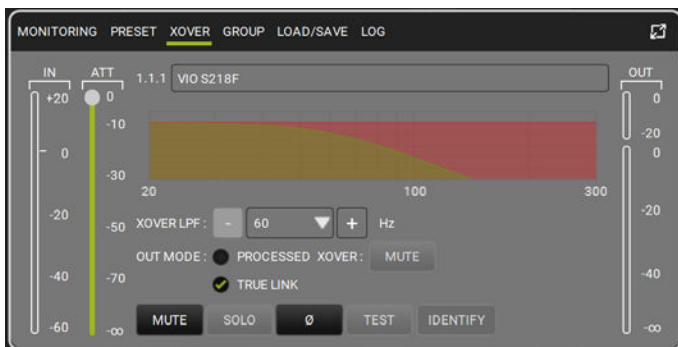 MONITORING PRESET XOVER GROUP LOAD/SAVE LOG
IN ATT 1.1.1 VIO S218F OUT
+20 0 0
-10 -20
0 0
-30
20 100 300
-20 -50 XOVER LPF : - 60 + Hz -20
OUT MODE : PROCESSED XOVER : MUTE
-40 -70 TRUE LINK -40
-60 -∞ MUTE SOLO Ø TEST IDENTIFY -∞